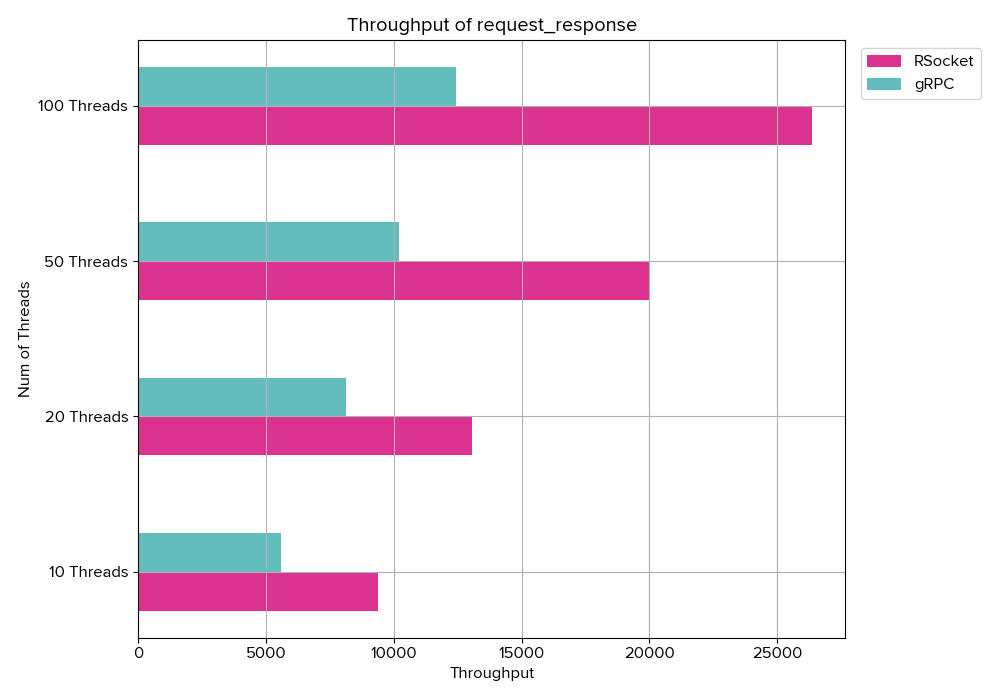 Throughput of request_response
RSocket
gRPC
100 Threads
50 Threads
20 Threads
10 Threads
Num of Threads
0 5000 10000 15000 20000 25000
Throughput